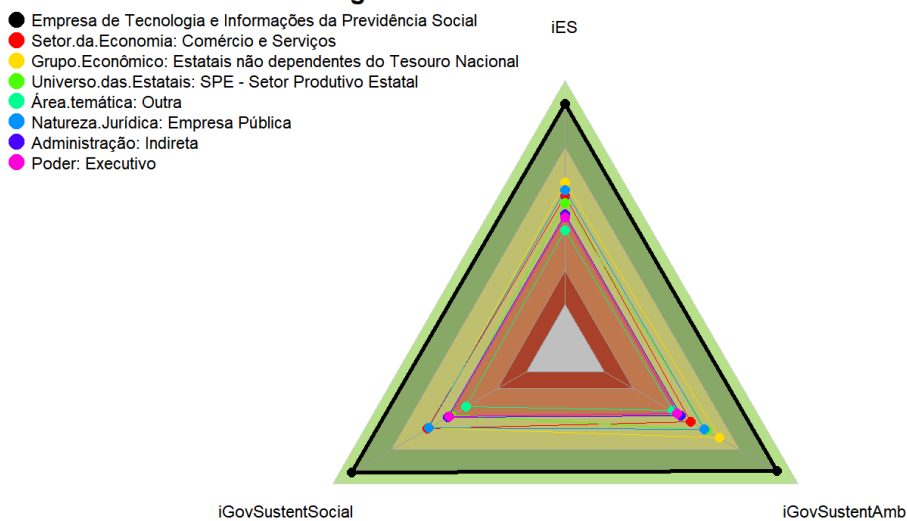 Empresa de Tecnologia e Informações da Previdência Social
Setor.da.Economia: Comércio e Serviços
Grupo.Econômico: Estatais não dependentes do Tesouro Nacional
Universo.das.Estatais: SPE - Setor Produtivo Estatal
Área.temática: Outra
Natureza.Jurídica: Empresa Pública
Administração: Indireta
Poder: Executivo
iES
iGovSustentSocial
iGovSustentAmb